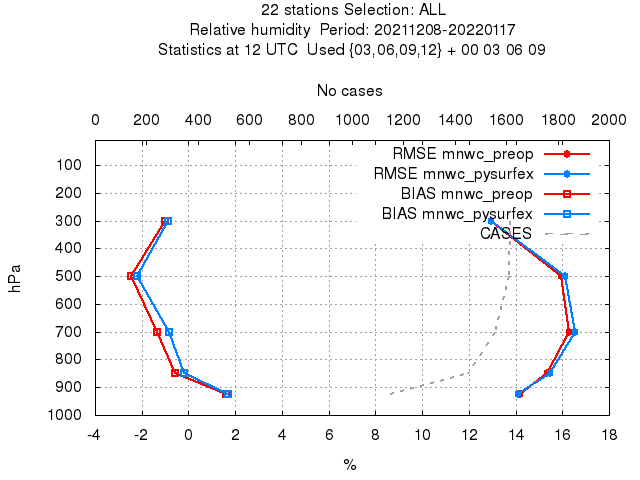 22 stations Selection: ALL
Relative humidity  Period: 20211208-20220117
Statistics at 12 UTC  Used {03,06,09,12} + 00 03 06 09
No cases
0 200 400 600 800 1000 1200 1400 1600 1800 2000
RMSE mnwc_preop
RMSE mnwc_pysurfex
BIAS mnwc_preop
BIAS mnwc_pysurfex
CASES
100
200
300
400
500
600
700
800
900
1000
hPa
-4 -2 0 2 4 6 8 10 12 14 16 18
%